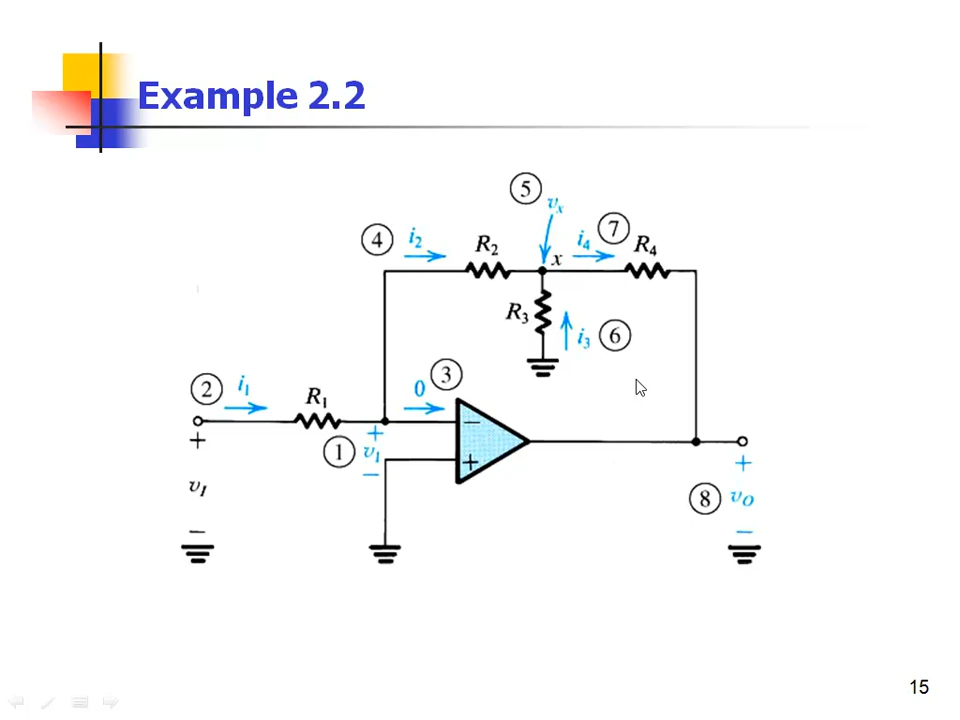 Example 2.2
5
vx
4
i2
R2
i4
7
R4
x
R3
i3
6
3
2
i1
R1
0
−
+
+
1
v1
−
+
vI
−
+
8
vO
−
15